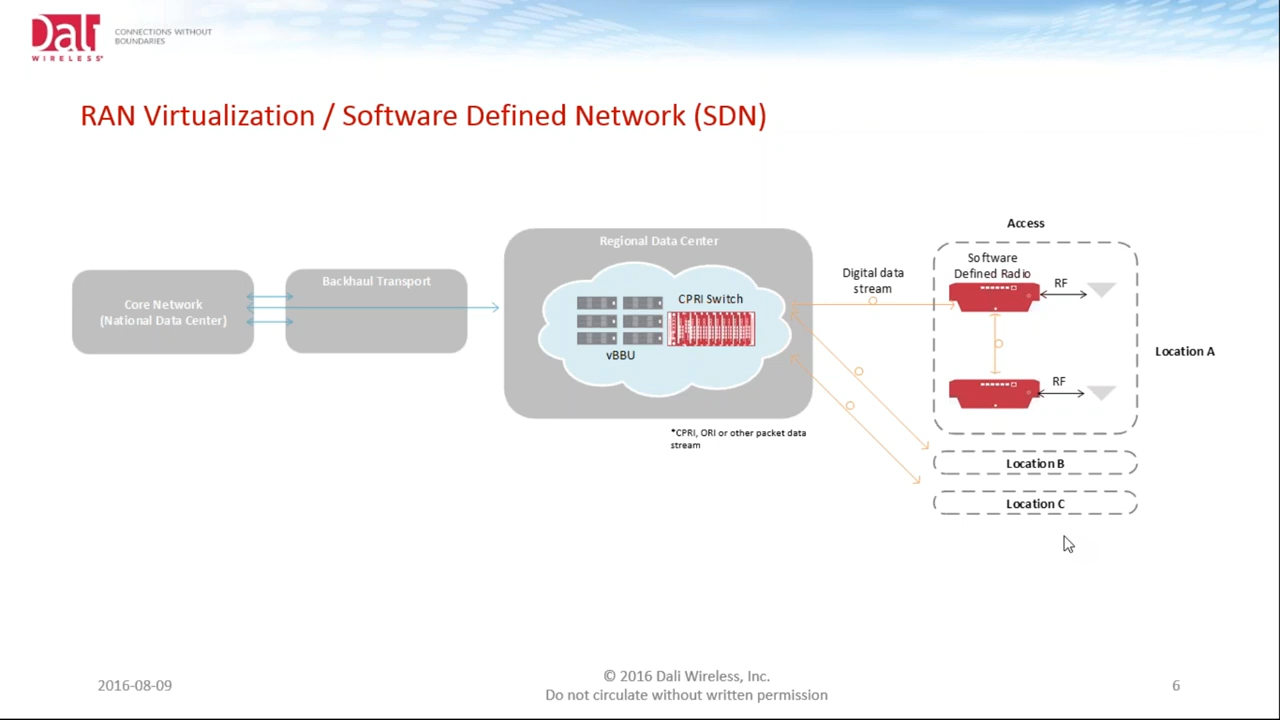 Dali
WIRELESS
CONNECTIONS WITHOUT
BOUNDARIES
RAN Virtualization / Software Defined Network (SDN)
Core Network
(National Data Center)
Backhaul Transport
Regional Data Center
CPRI Switch
vBBU
*CPRI, ORI or other packet data
stream
Digital data
stream
Access
Software
Defined Radio
RF
RF
Location A
Location B
Location C
2016-08-09
© 2016 Dali Wireless, Inc.
Do not circulate without written permission
6